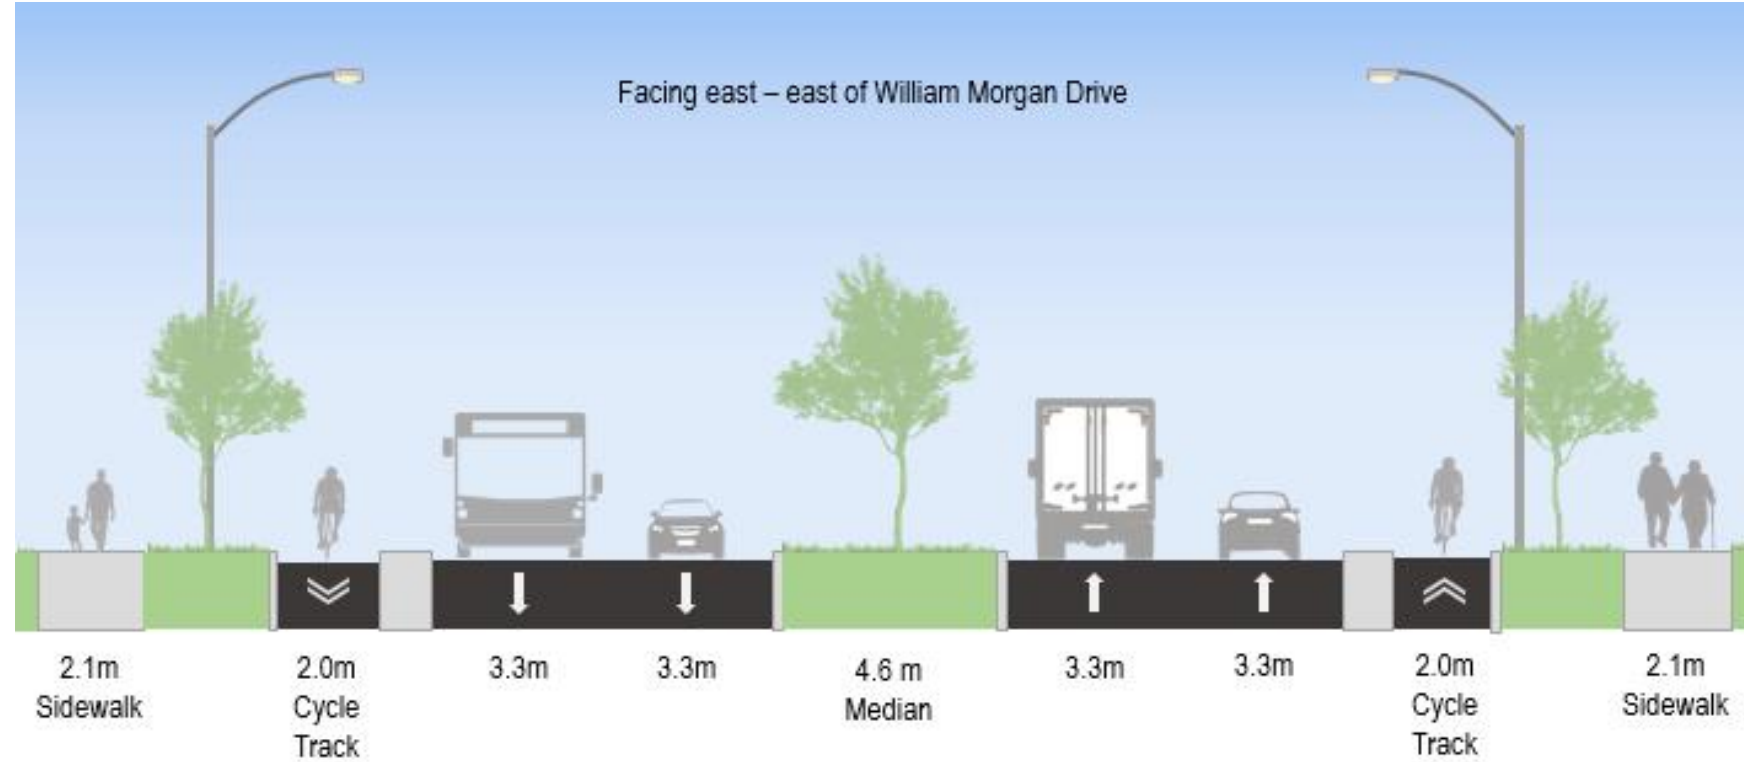 Facing east – east of William Morgan Drive
2.1m
Sidewalk
2.0m
Cycle
Track
3.3m
3.3m
4.6 m
Median
3.3m
3.3m
2.0m
Cycle
Track
2.1m
Sidewalk